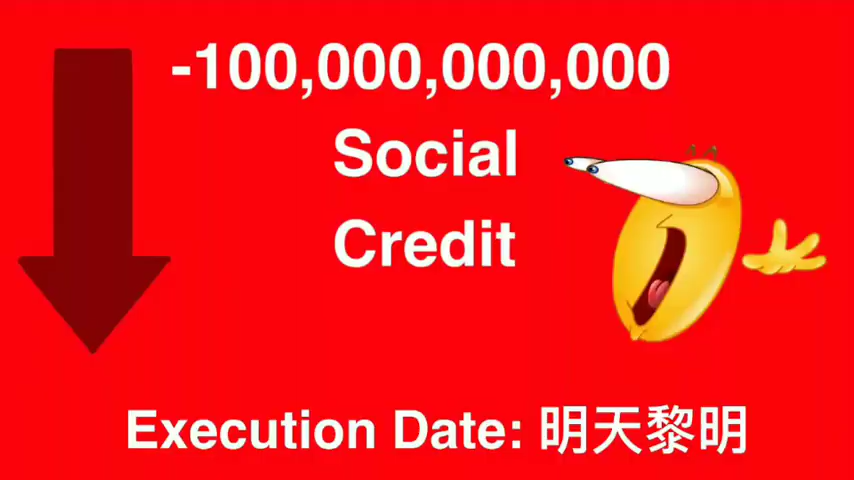 -100,000,000,000
Social
Credit
Execution Date: 明天黎明